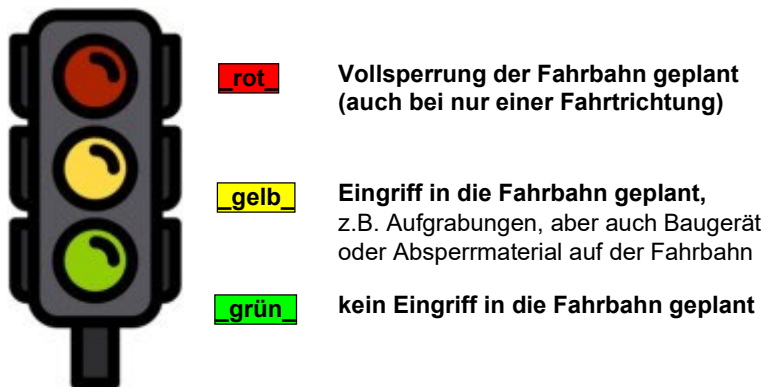 _rot_
Vollsperrung der Fahrbahn geplant
(auch bei nur einer Fahrtrichtung)
_gelb_
Eingriff in die Fahrbahn geplant,
z.B. Aufgrabungen, aber auch Baugerät
oder Absperrmaterial auf der Fahrbahn
_grün_
kein Eingriff in die Fahrbahn geplant